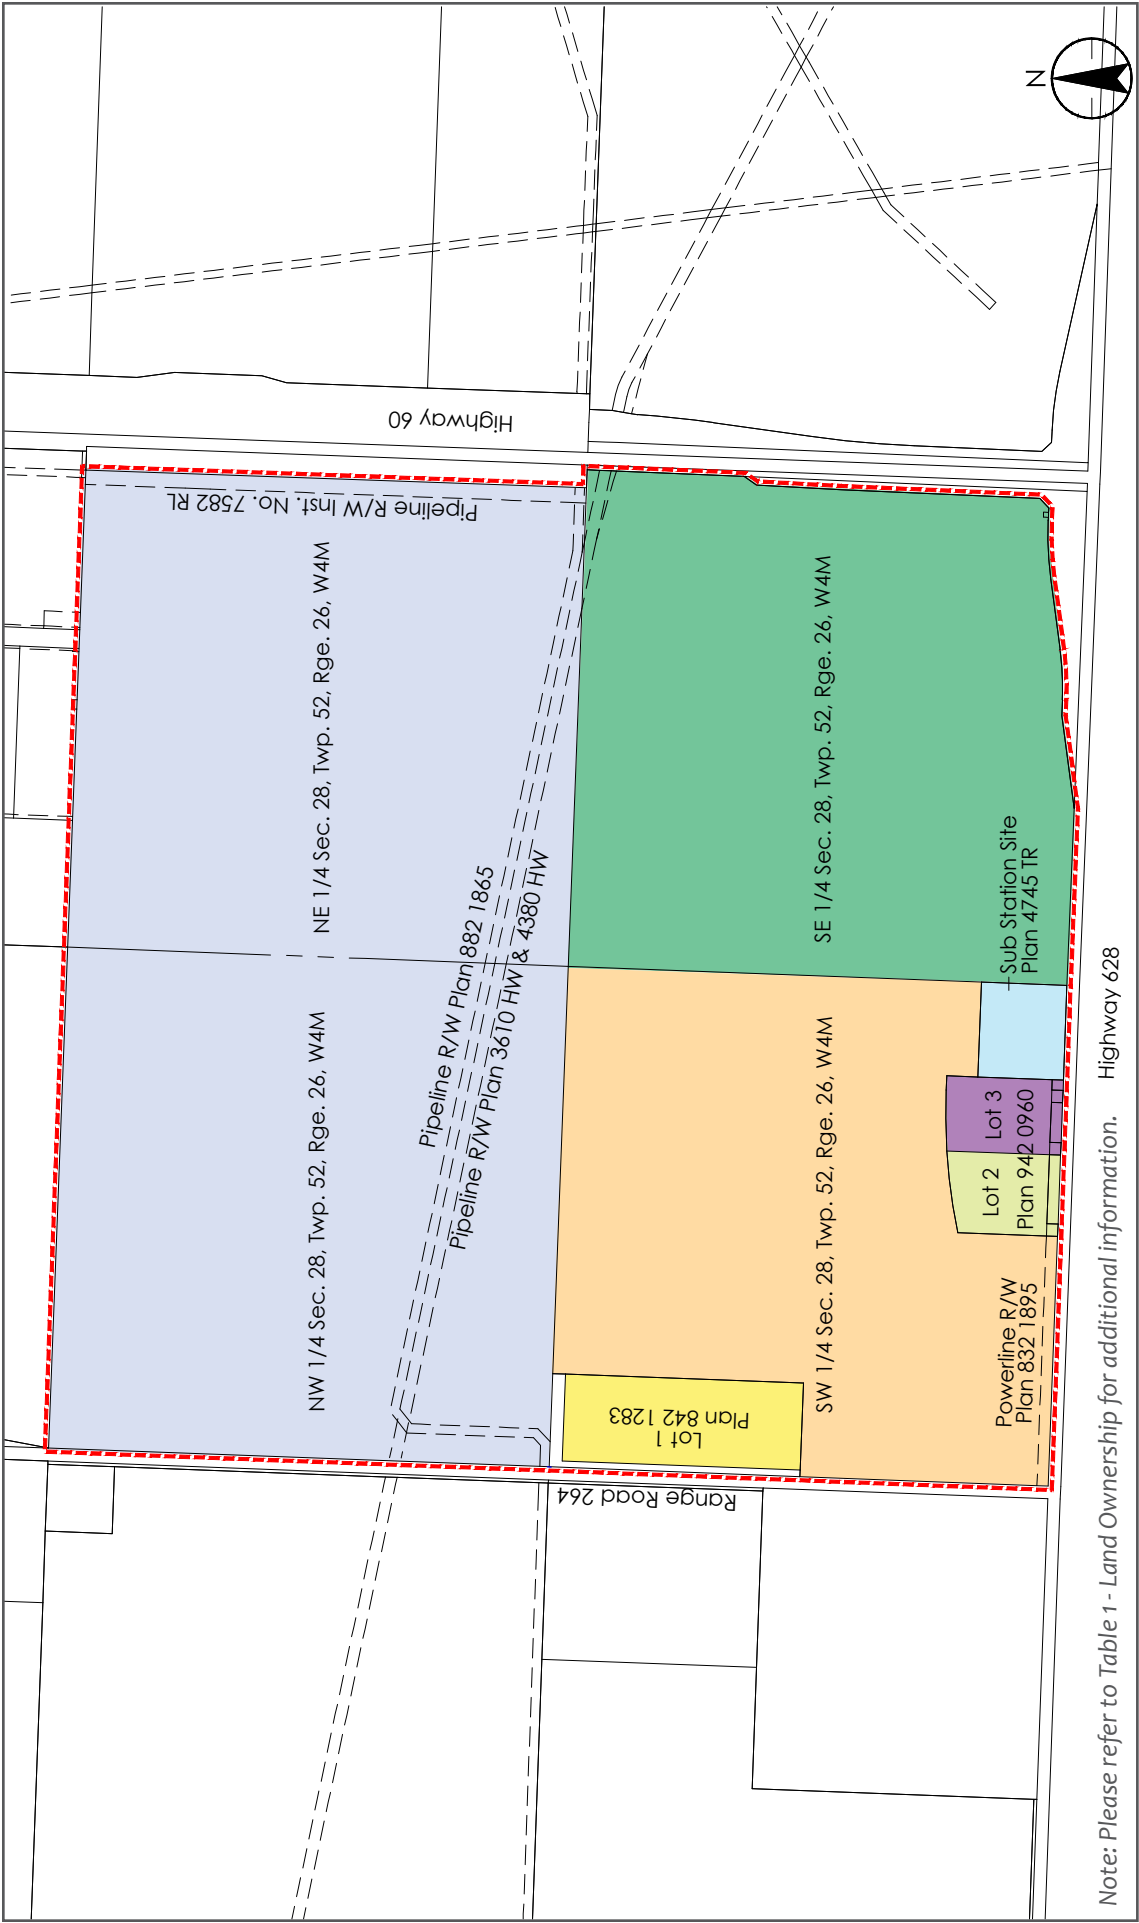 N
Highway 60
Pipeline R/W Inst. No. 7582 RL
NE 1/4 Sec. 28, Twp. 52, Rge. 26, W4M
NW 1/4 Sec. 28, Twp. 52, Rge. 26, W4M
Pipeline R/W Plan 882 1865
Pipeline R/W Plan 3610 HW & 4380 HW
SE 1/4 Sec. 28, Twp. 52, Rge. 26, W4M
SW 1/4 Sec. 28, Twp. 52, Rge. 26, W4M
Sub Station Site
Plan 4745 TR
Lot 3
Lot 2
Plan 942 0960
Powerline R/W
Plan 832 1895
Lot 1
Plan 842 1283
Range Road 264
Highway 628
Note: Please refer to Table 1 - Land Ownership for additional information.